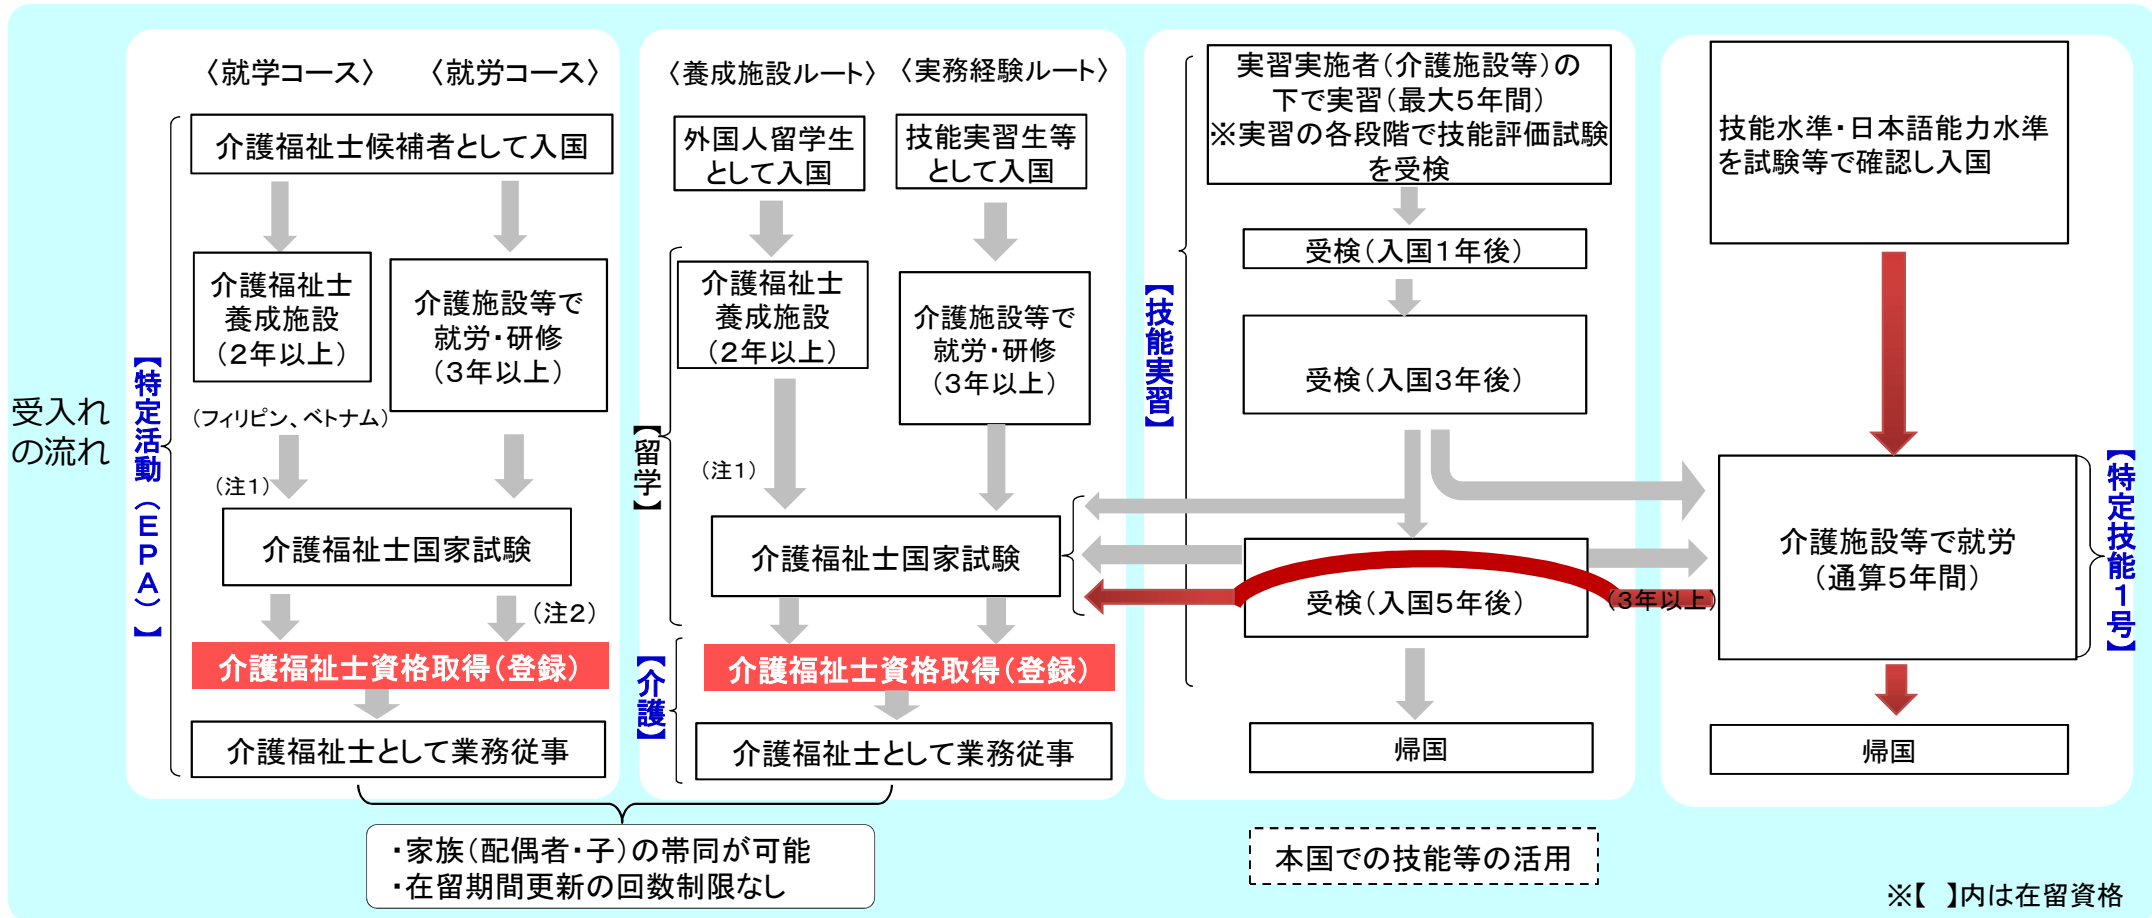 受入れ
の流れ
〈就学コース〉
〈就労コース〉
【特定活動(EPA)】
介護福祉士候補者として入国
介護福祉士
養成施設
(2年以上)
介護施設等で
就労・研修
(3年以上)
(フィリピン、ベトナム)
(注1)
介護福祉士国家試験
(注2)
介護福祉士資格取得(登録)
介護福祉士として業務従事
〈養成施設ルート〉
〈実務経験ルート〉
外国人留学生
として入国
技能実習生等
として入国
【留学】
介護福祉士
養成施設
(2年以上)
介護施設等で
就労・研修
(3年以上)
(注1)
介護福祉士国家試験
【介護】
介護福祉士資格取得(登録)
介護福祉士として業務従事
・家族(配偶者・子)の帯同が可能
・在留期間更新の回数制限なし
【技能実習】
実習実施者(介護施設等)の
下で実習(最大5年間)
※実習の各段階で技能評価試験
を受検
受検(入国1年後)
受検(入国3年後)
受検(入国5年後)
帰国
本国での技能等の活用
技能水準・日本語能力水準
を試験等で確認し入国
介護施設等で就労
(通算5年間)
(3年以上)
【特定技能1号】
帰国
※【 】内は在留資格